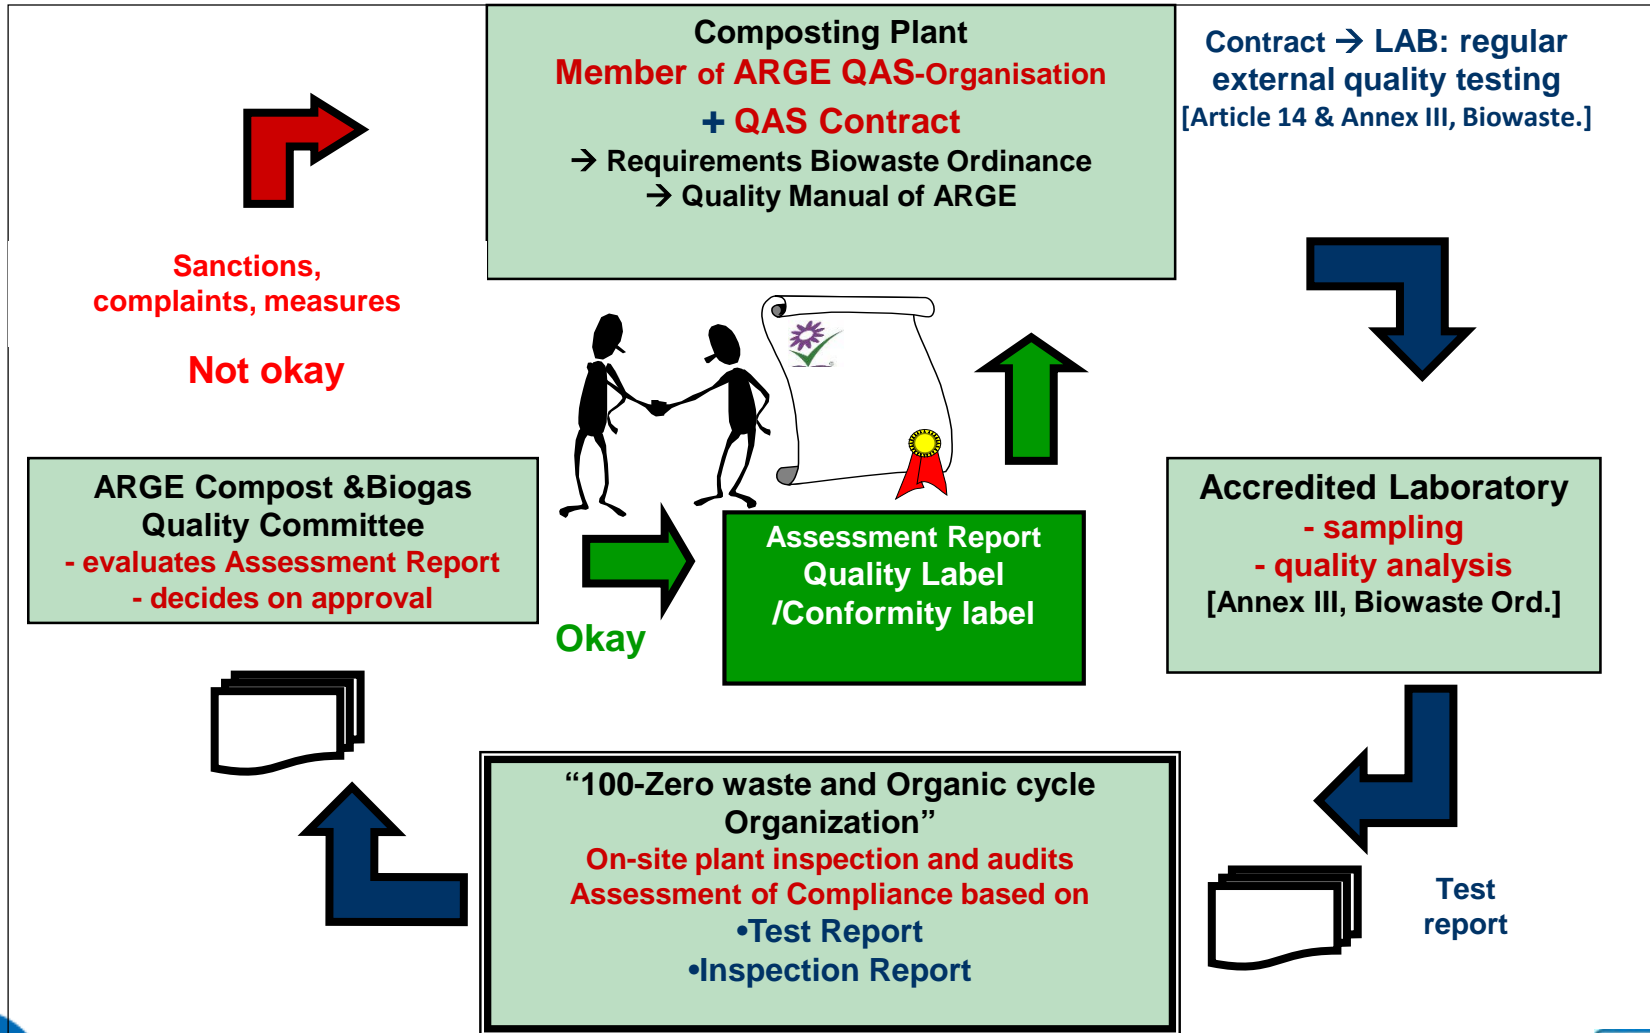 Composting Plant
Member of ARGE QAS-Organisation
+ QAS Contract
→ Requirements Biowaste Ordinance
→ Quality Manual of ARGE
Contract → LAB: regular
external quality testing
[Article 14 & Annex III, Biowaste.]
Sanctions,
complaints, measures
Not okay
ARGE Compost &Biogas
Quality Committee
- evaluates Assessment Report
- decides on approval
Okay
Assessment Report
Quality Label
/Conformity label
Accredited Laboratory
- sampling
- quality analysis
[Annex III, Biowaste Ord.]
“100-Zero waste and Organic cycle
Organization”
On-site plant inspection and audits
Assessment of Compliance based on
•Test Report
•Inspection Report
Test
report